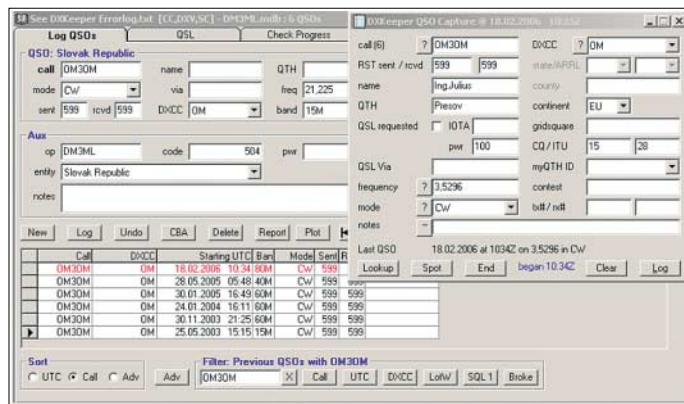 See DXKeeper Errorlog.txt [CC,DXV,SC] - DM3ML.mdb : 6 QSOs
Log QSOs QSL Check Progress
QSO: Slovak Republic
call OM3OM name QTH
mode CW via freq 21,225
sent 599 rcvd 599 DXCC OM band 15M
Aux
op DM3ML code 504 pwr
entity Slovak Republic
notes
New Log Undo CBA Delete Report Plot
Call DXCC Starting UTC Ban Mode Sent R
OM3OM OM 18.02.2006 10:34 80M CW 599 599
OM3OM OM 28.05.2005 05:48 40M CW 599 599
OM3OM OM 30.01.2005 16:49 60M CW 599 599
OM3OM OM 24.01.2004 16:11 60M CW 599 599
OM3OM OM 30.11.2003 21:25 60M CW 599 599
OM3OM OM 25.05.2003 15:15 15M CW 599 599
Sort
UTC Call Adv Adv
Filter: Previous QSOs with OM3OM
OM3OM X Call UTC DXCC LotW SQL 1 Broke
DXKeeper QSO Capture @ 18.02.2006
call (6) ? OM3OM DXCC ? OM
RST sent / rcvd 599 599 state/ARRL
name Ing.Julius county
QTH Presov continent EU
QSL requested IOTA gridsquare
pwr 100 CQ / ITU 15 28
QSL Via myQTH ID
frequency ? 3,5296 contest
mode ? CW tx# / rx#
notes
Last QSO 18.02.2006 at 1034Z on 3,5296 in CW
Lookup Spot End began 10:34Z Clear Log